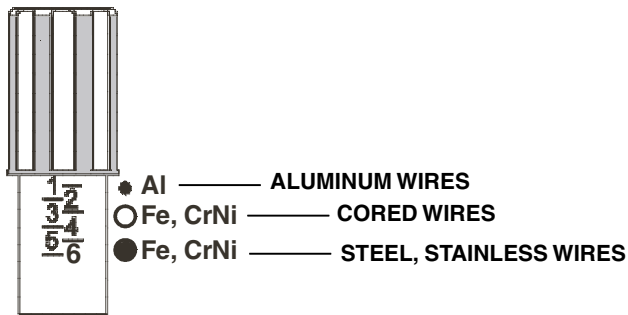 1
2
3
4
5
6
Al ALUMINUM WIRES
Fe, CrNi CORED WIRES
Fe, CrNi STEEL, STAINLESS WIRES